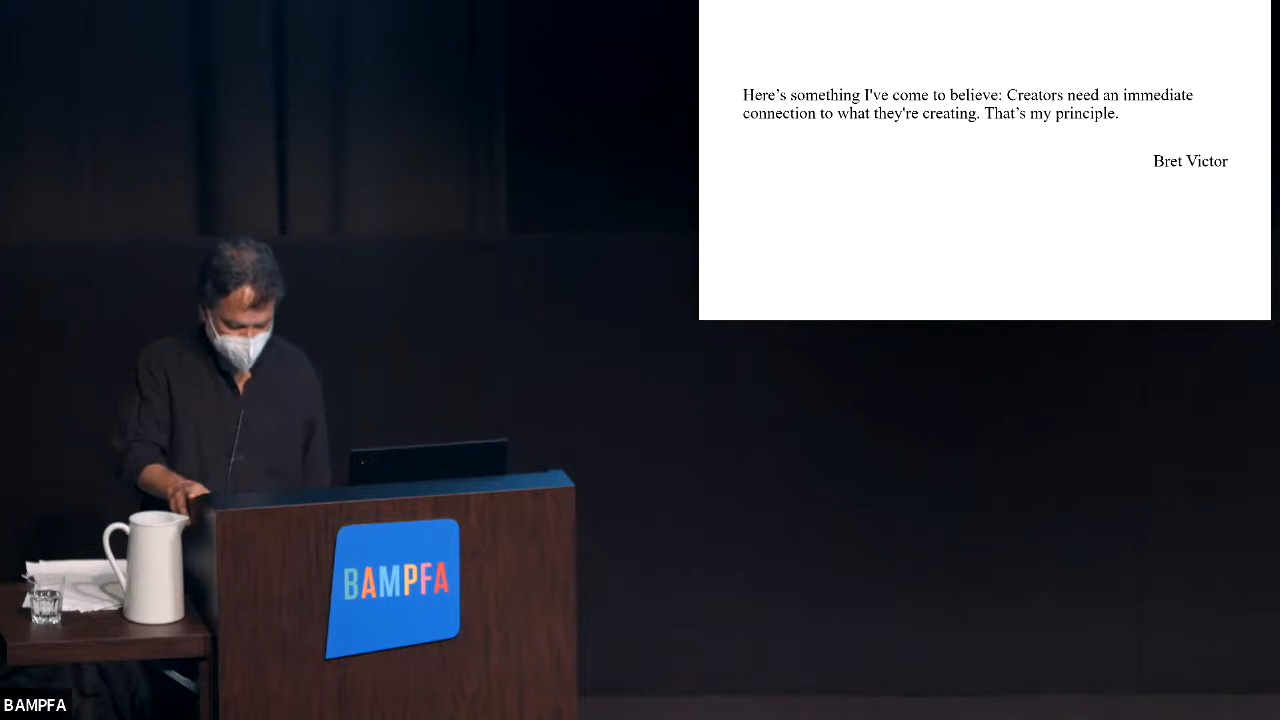 Here’s something I've come to believe: Creators need an immediate
connection to what they're creating. That’s my principle.
Bret Victor
BAMPFA
BAMPFA